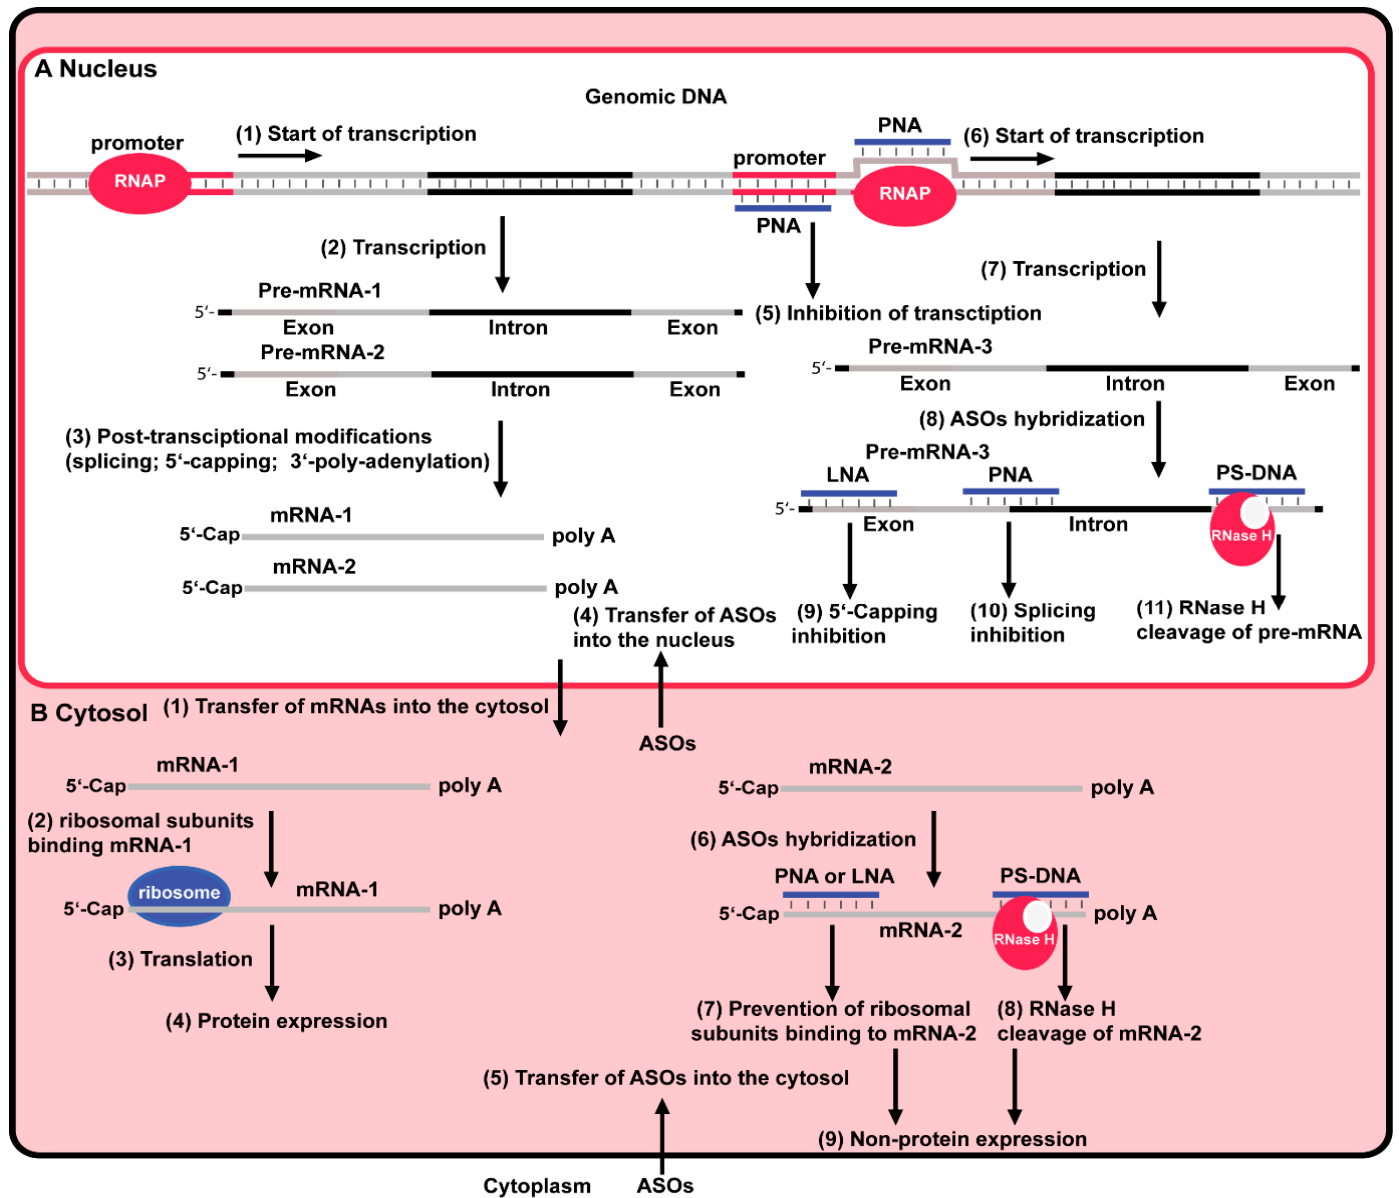 A Nucleus
Genomic DNA
promoter
(1) Start of transcription
RNAP
promoter
PNA
PNA
(6) Start of transcription
RNAP
(2) Transcription
Pre-mRNA-1
5‘-
Exon
Intron
Exon
Pre-mRNA-2
5‘-
Exon
Intron
Exon
(5) Inhibition of transctiption
(7) Transcription
Pre-mRNA-3
5‘-
Exon
Intron
Exon
(3) Post-transciptional modifications
(splicing; 5‘-capping; 3‘-poly-adenylation)
mRNA-1
5‘-Cap
poly A
mRNA-2
5‘-Cap
poly A
(8) ASOs hybridization
Pre-mRNA-3
LNA
PNA
PS-DNA
5‘-
Exon
Intron
RNase H
(9) 5‘-Capping
inhibition
(10) Splicing
inhibition
(11) RNase H
cleavage of pre-mRNA
(4) Transfer of ASOs
into the nucleus
B Cytosol
(1) Transfer of mRNAs into the cytosol
ASOs
mRNA-1
5‘-Cap
poly A
(2) ribosomal subunits
binding mRNA-1
ribosome
mRNA-1
5‘-Cap
poly A
(3) Translation
(4) Protein expression
mRNA-2
5‘-Cap
poly A
(6) ASOs hybridization
PNA or LNA
PS-DNA
5‘-Cap
poly A
mRNA-2
RNase H
(7) Prevention of ribosomal
subunits binding to mRNA-2
(8) RNase H
cleavage of mRNA-2
(5) Transfer of ASOs into the cytosol
(9) Non-protein expression
Cytoplasm
ASOs